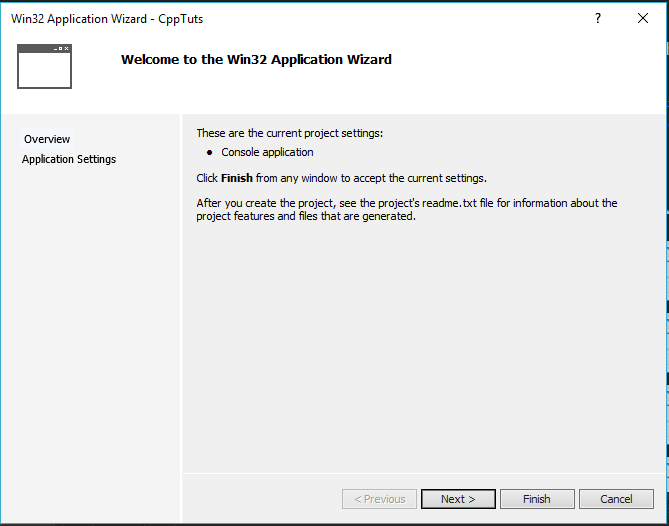 Win32 Application Wizard - CppTuts
?
Welcome to the Win32 Application Wizard
Overview
Application Settings
These are the current project settings:
• Console application
Click Finish from any window to accept the current settings.
After you create the project, see the project's readme.txt file for information about the
project features and files that are generated.
< Previous
Next >
Finish
Cancel